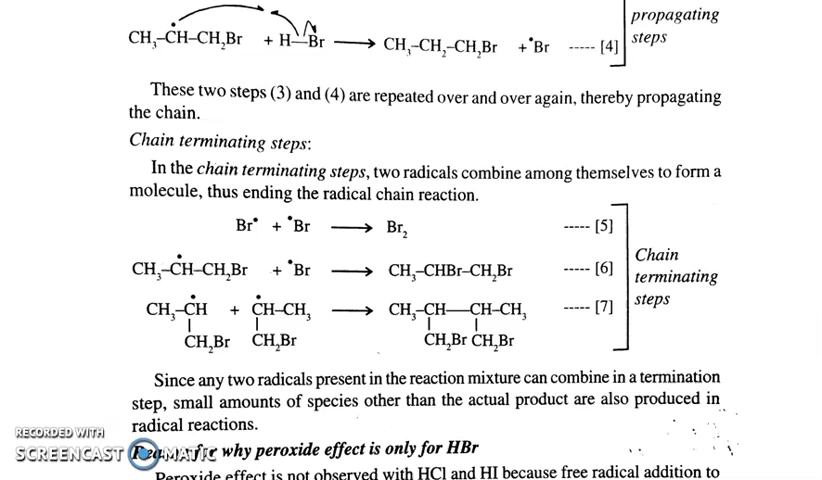 propagating
CH₃–ĊH–CH₂Br + H—Br ⟶ CH₃–CH₂–CH₂Br + •Br ----- [4] steps
These two steps (3) and (4) are repeated over and over again, thereby propagating
the chain.
Chain terminating steps:
In the chain terminating steps, two radicals combine among themselves to form a
molecule, thus ending the radical chain reaction.
Br• + •Br ⟶ Br₂ ----- [5]
Chain
CH₃–ĊH–CH₂Br + •Br ⟶ CH₃–CHBr–CH₂Br ----- [6]
terminating
steps
CH₃–ĊH + ĊH–CH₃ ⟶ CH₃–CH—CH–CH₃ ----- [7]
CH₂Br CH₂Br CH₂Br CH₂Br
Since any two radicals present in the reaction mixture can combine in a termination
step, small amounts of species other than the actual product are also produced in
radical reactions.
RECORDED WITH
SCREENCAST MATIC
for why peroxide effect is only for HBr
Peroxide effect is not observed with HCl and HI because free radical addition to